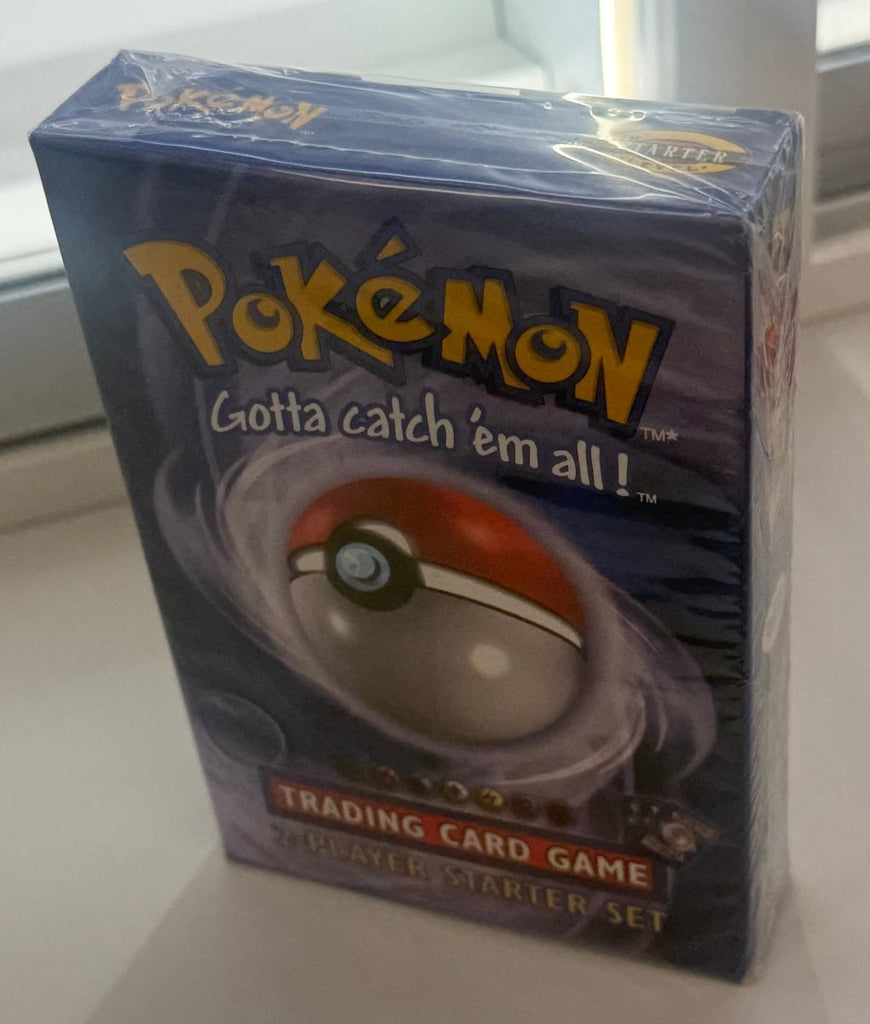 POKéMON
STARTER
POKéMON
TM*
Gotta catch 'em all!
TM
TRADING CARD GAME
2-PLAYER STARTER SET